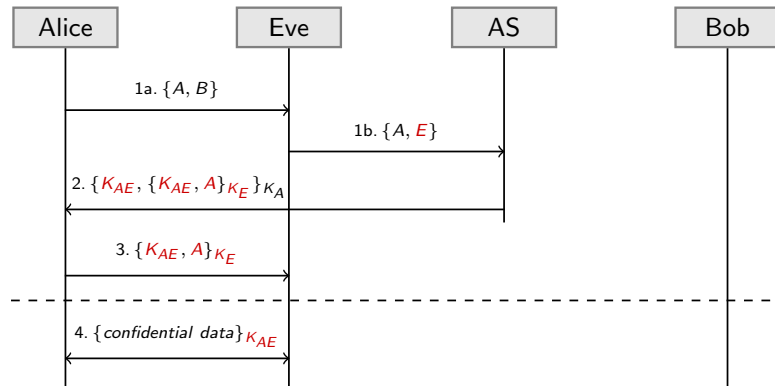 Alice Eve AS Bob
1a. {A, B}
1b. {A, E}
2. {K_AE, {K_AE, A}_K_E}_K_A
3. {K_AE, A}_K_E
4. {confidential data}_K_AE